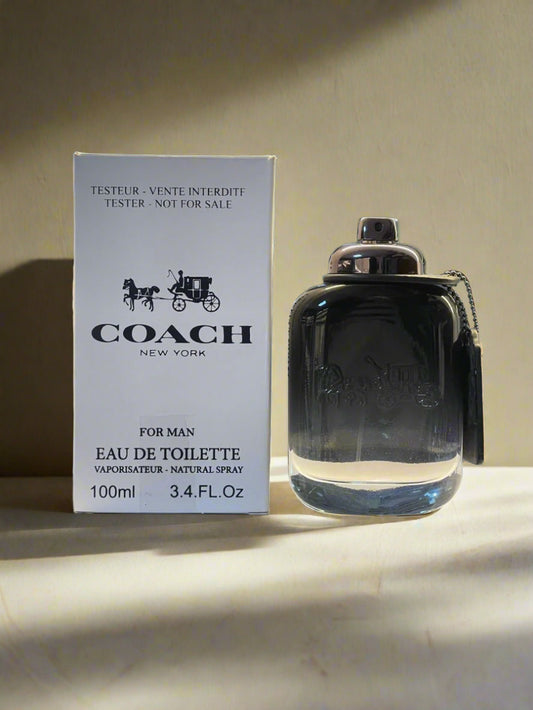 TESTEUR - VENTE INTERDITE
TESTER - NOT FOR SALE
COACH
NEW YORK
FOR MAN
EAU DE TOILETTE
VAPORISATEUR - NATURAL SPRAY
100ml 3.4.FL.Oz